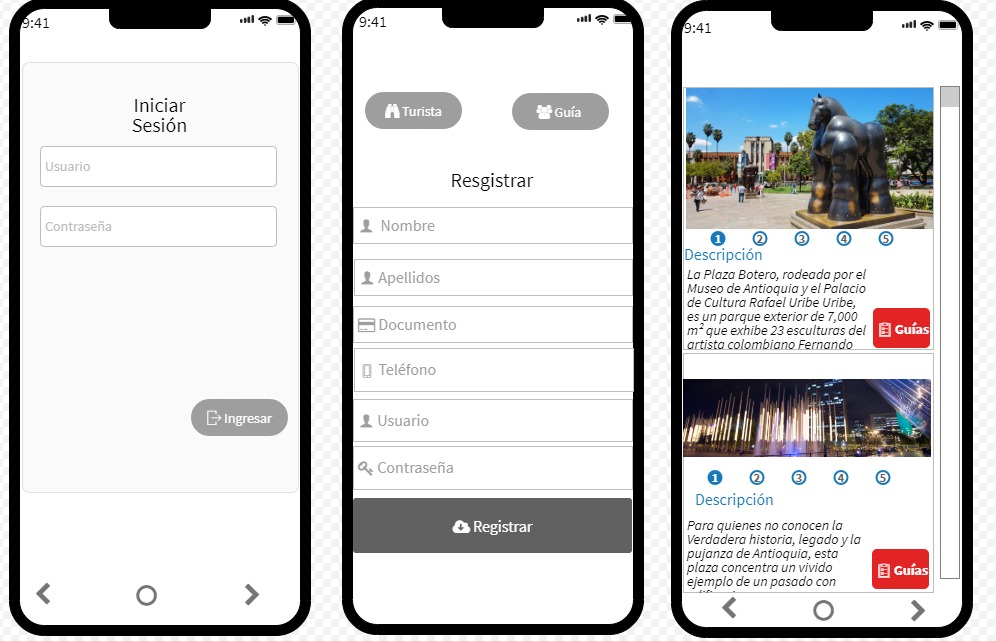 9:41
Iniciar
Sesión
Usuario
Contraseña
Ingresar
9:41
Turista
Guía
Resgistrar
Nombre
Apellidos
Documento
Teléfono
Usuario
Contraseña
Registrar
9:41
1 2 3 4 5
Descripción
La Plaza Botero, rodeada por el
Museo de Antioquia y el Palacio
de Cultura Rafael Uribe Uribe,
es un parque exterior de 7,000
m² que exhibe 23 esculturas del
artista colombiano Fernando
Guías
1 2 3 4 5
Descripción
Para quienes no conocen la
Verdadera historia, legado y la
pujanza de Antioquia, esta
plaza concentra un vivido
ejemplo de un pasado con
Guías